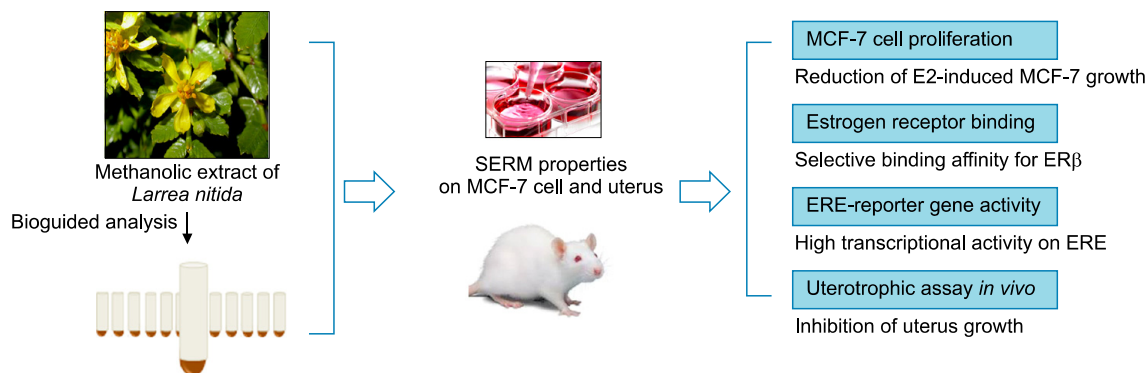 Methanolic extract of
Larrea nitida
Bioguided analysis
SERM properties
on MCF-7 cell and uterus
MCF-7 cell proliferation
Reduction of E2-induced MCF-7 growth
Estrogen receptor binding
Selective binding affinity for ERβ
ERE-reporter gene activity
High transcriptional activity on ERE
Uterotrophic assay in vivo
Inhibition of uterus growth